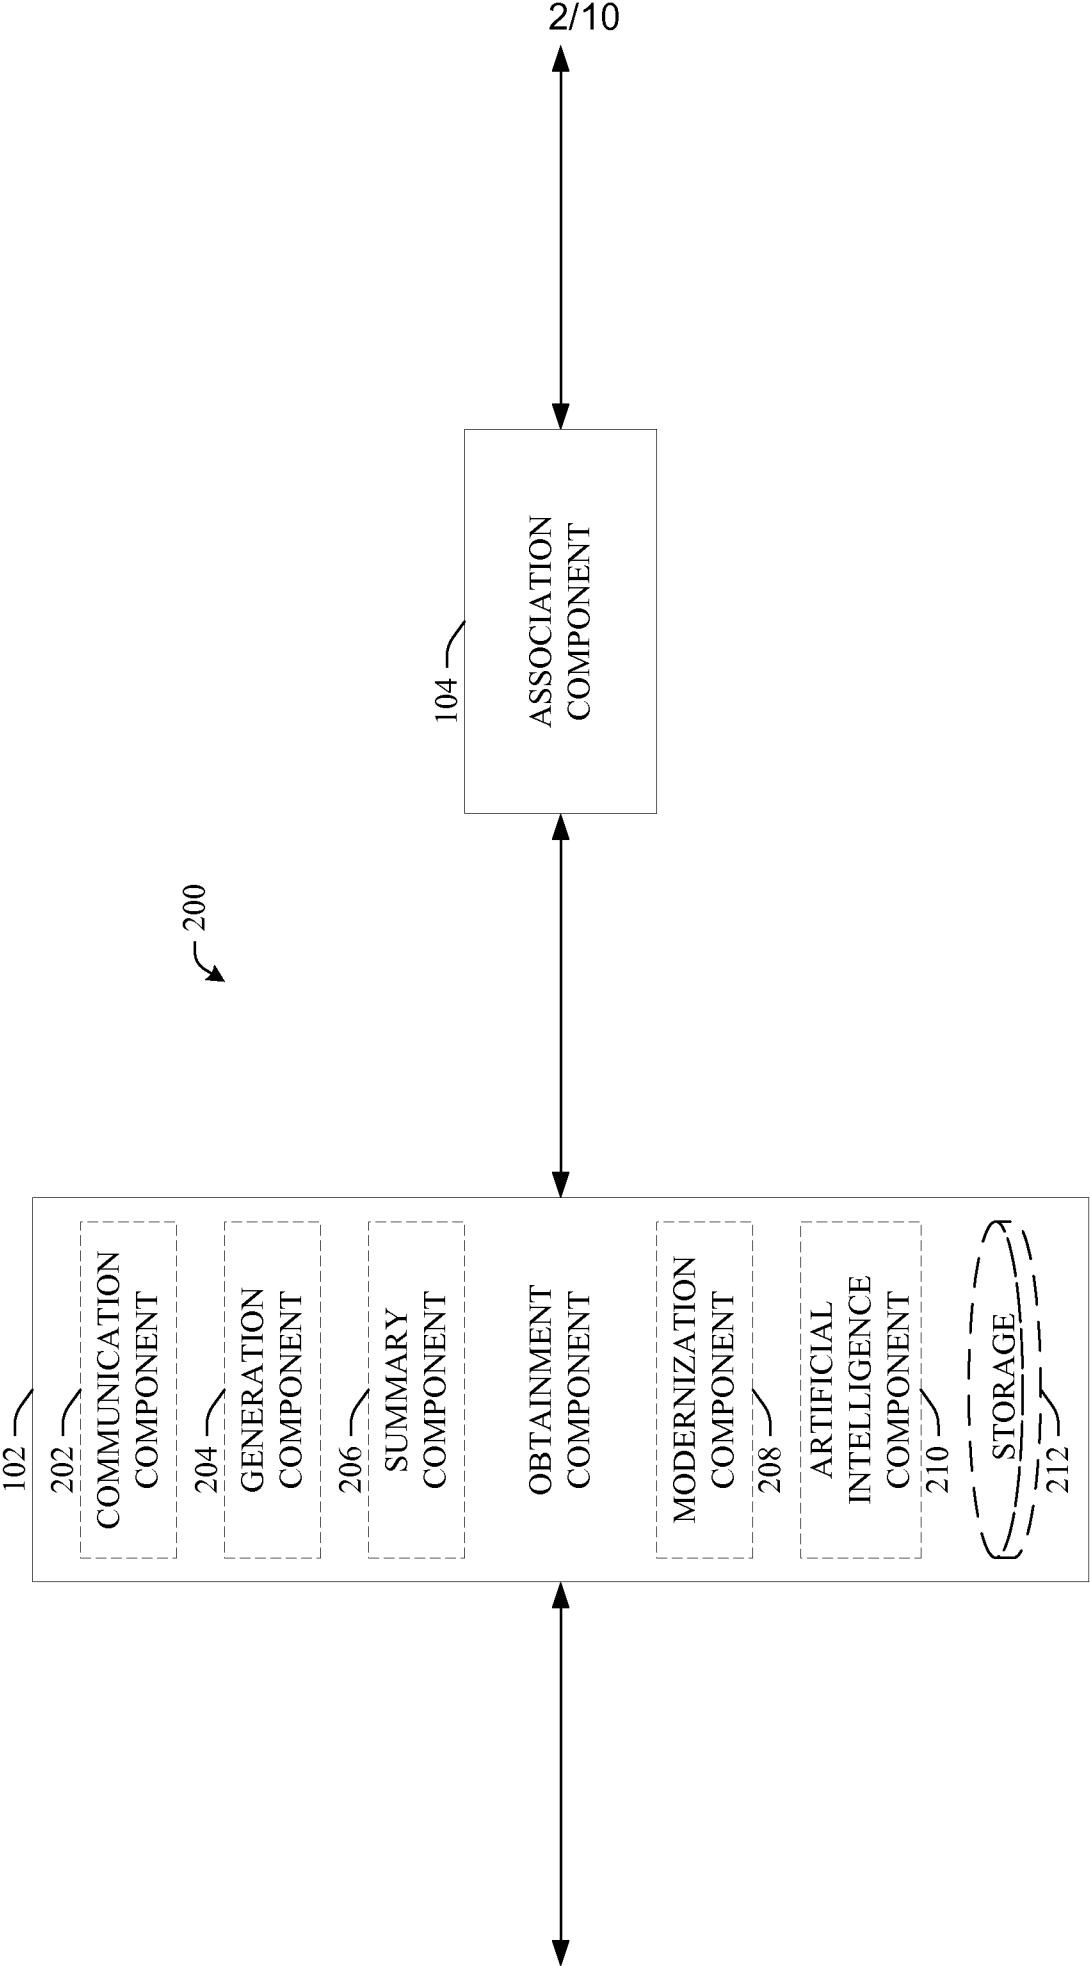 2/10
200
102
202
COMMUNICATION
COMPONENT
204
GENERATION
COMPONENT
206
SUMMARY
COMPONENT
OBTAINMENT
COMPONENT
MODERNIZATION
COMPONENT
208
ARTIFICIAL
INTELLIGENCE
COMPONENT
210
STORAGE
212
104
ASSOCIATION
COMPONENT